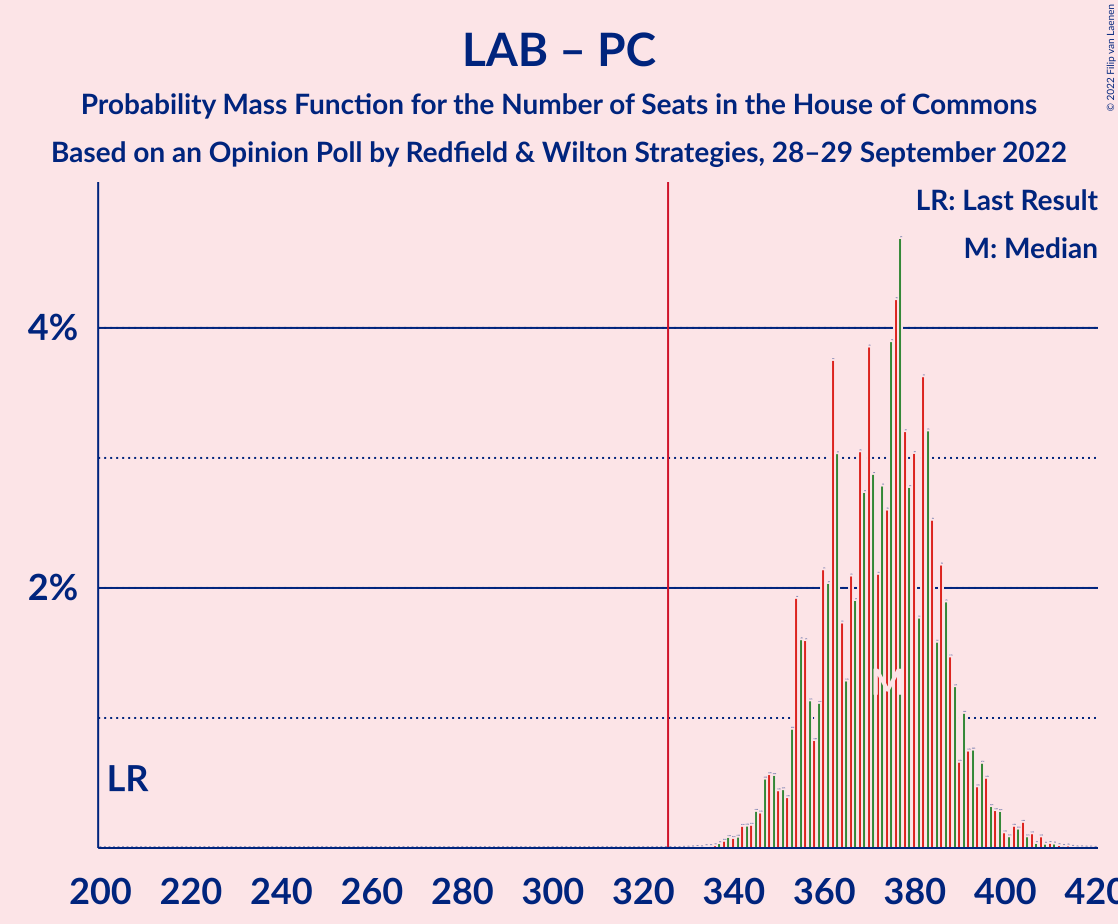 LAB – PC
Probability Mass Function for the Number of Seats in the House of Commons
Based on an Opinion Poll by Redfield & Wilton Strategies, 28–29 September 2022
© 2022 Filip van Laenen
LR: Last Result
M: Median
4%
2%
M
LR
200 220 240 260 280 300 320 340 360 380 400 420